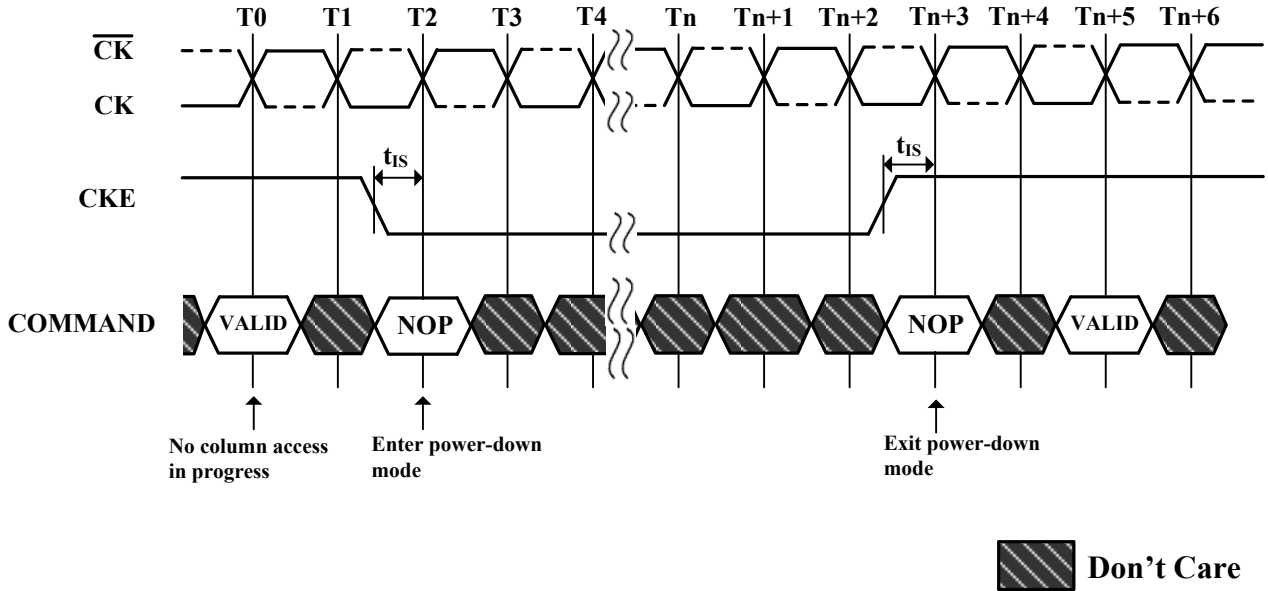 T0 T1 T2 T3 T4 Tn Tn+1 Tn+2 Tn+3 Tn+4 Tn+5 Tn+6
CK
CK
tIS tIS
CKE
COMMAND VALID NOP NOP VALID
No column access
in progress
Enter power-down
mode
Exit power-down
mode
Don't Care